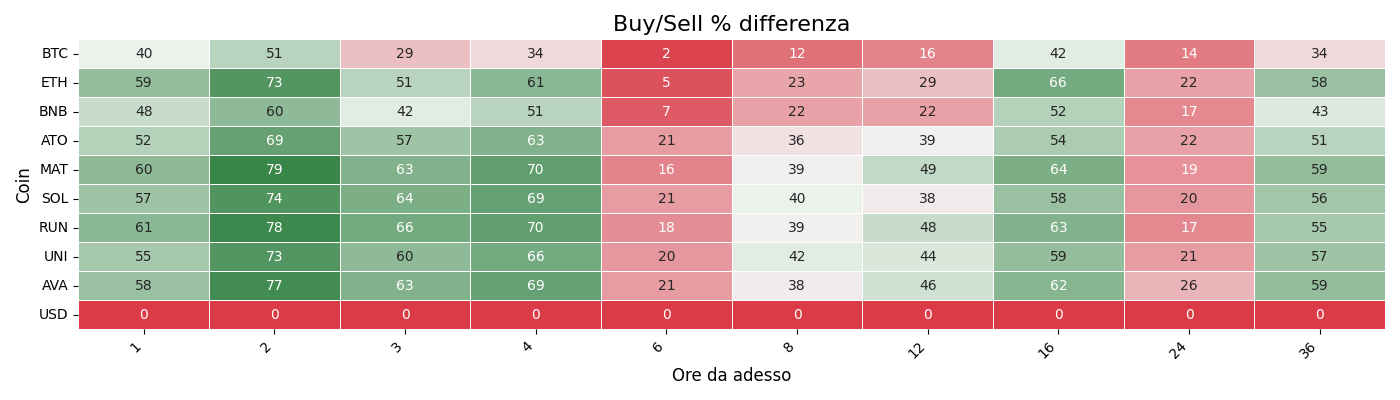 Buy/Sell % differenza
Coin
BTC 40 51 29 34 2 12 16 42 14 34
ETH 59 73 51 61 5 23 29 66 22 58
BNB 48 60 42 51 7 22 22 52 17 43
ATO 52 69 57 63 21 36 39 54 22 51
MAT 60 79 63 70 16 39 49 64 19 59
SOL 57 74 64 69 21 40 38 58 20 56
RUN 61 78 66 70 18 39 48 63 17 55
UNI 55 73 60 66 20 42 44 59 21 57
AVA 58 77 63 69 21 38 46 62 26 59
USD 0 0 0 0 0 0 0 0 0 0
1 2 3 4 6 8 12 16 24 36
Ore da adesso